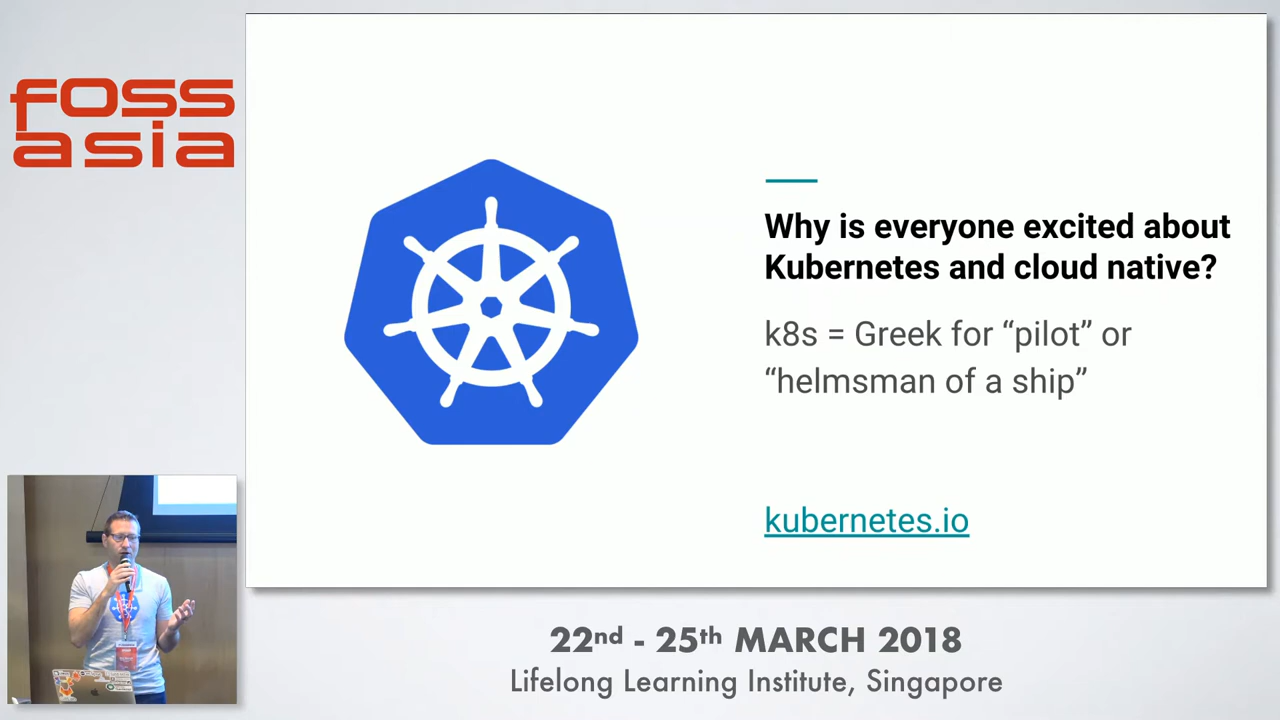 foss
asia
Why is everyone excited about
Kubernetes and cloud native?
k8s = Greek for “pilot” or
“helmsman of a ship”
kubernetes.io
22nd - 25th MARCH 2018
Lifelong Learning Institute, Singapore